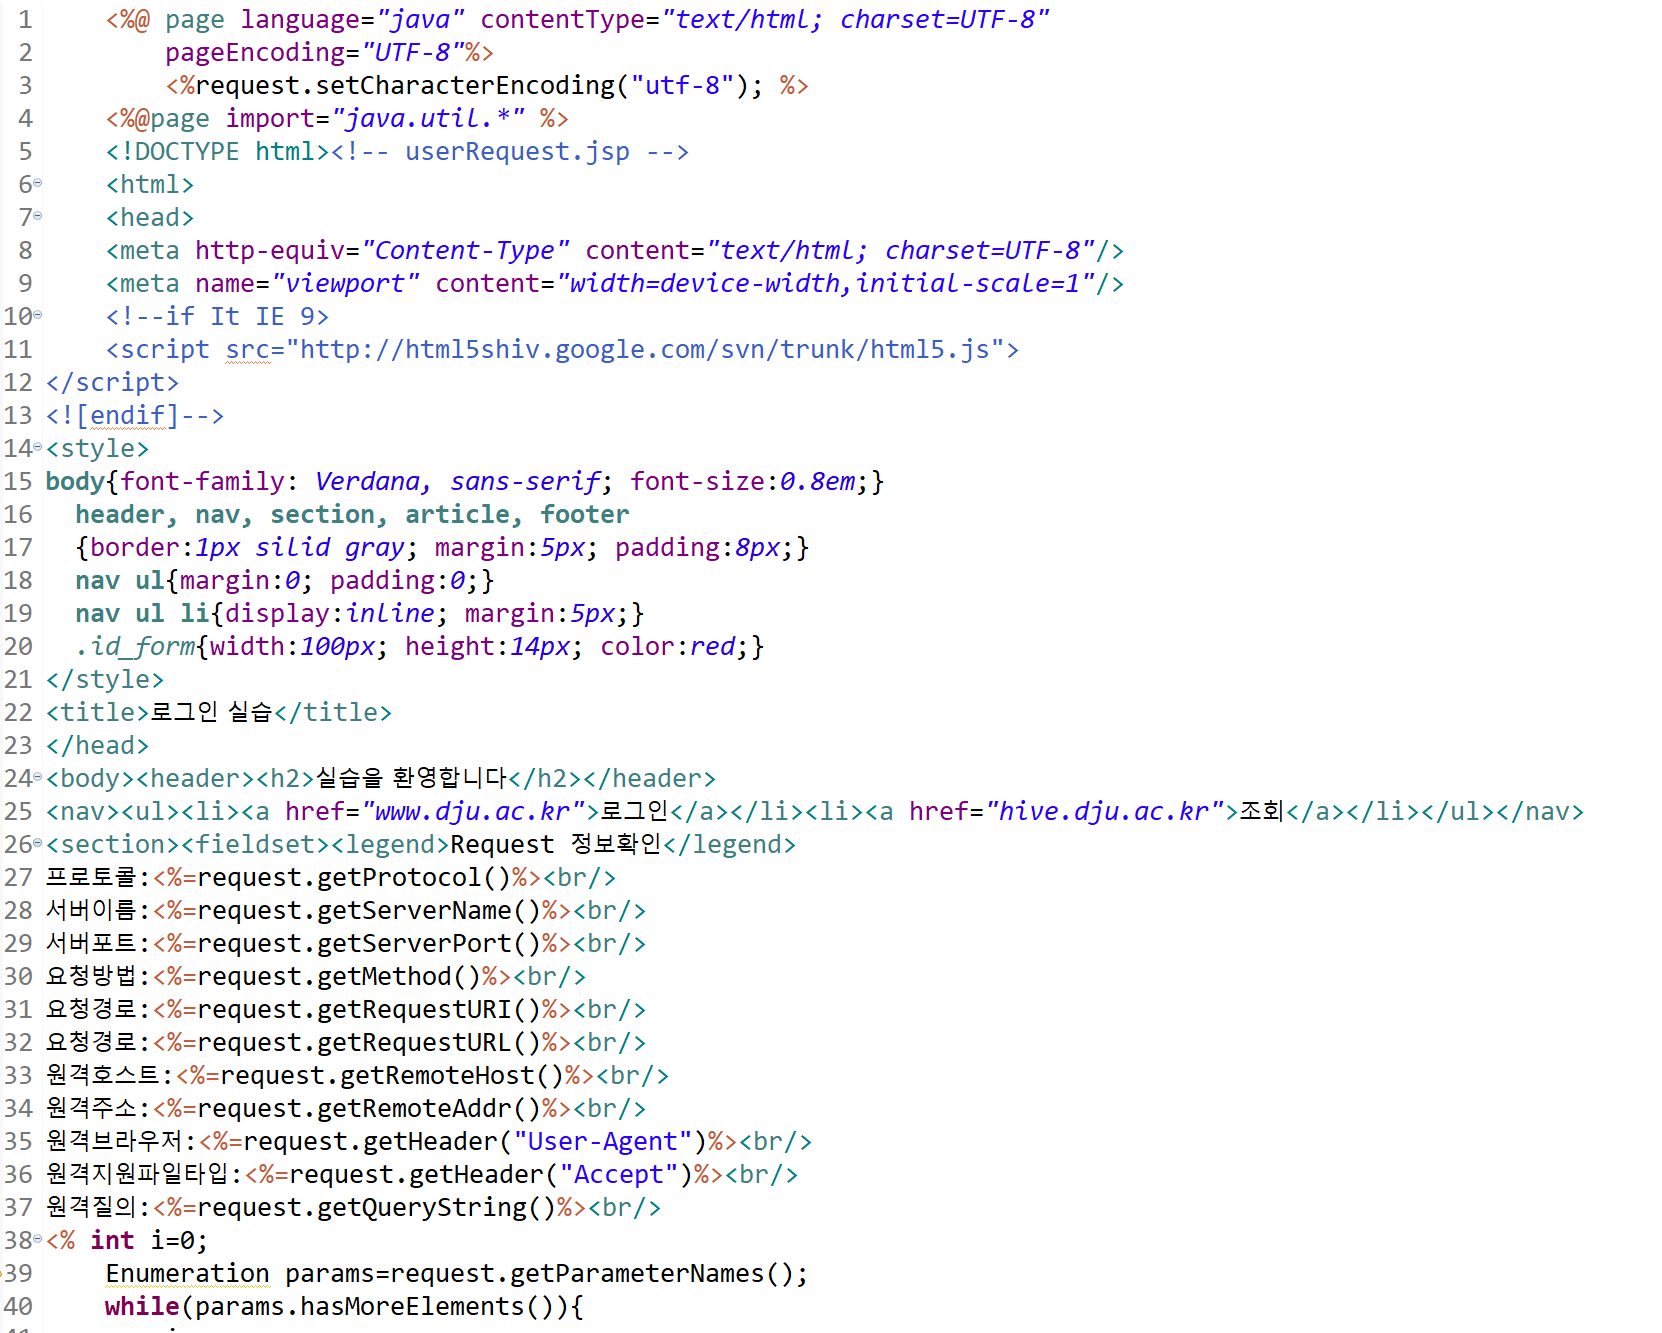 1 <%@ page language="java" contentType="text/html; charset=UTF-8"
2 pageEncoding="UTF-8"%>
3 <%request.setCharacterEncoding("utf-8"); %>
4 <%@page import="java.util.*" %>
5 <!DOCTYPE html><!-- userRequest.jsp -->
6 <html>
7 <head>
8 <meta http-equiv="Content-Type" content="text/html; charset=UTF-8"/>
9 <meta name="viewport" content="width=device-width,initial-scale=1"/>
10 <!--if It IE 9>
11 <script src="http://html5shiv.google.com/svn/trunk/html5.js">
12 </script>
13 <![endif]-->
14 <style>
15 body{font-family: Verdana, sans-serif; font-size:0.8em;}
16 header, nav, section, article, footer
17 {border:1px silid gray; margin:5px; padding:8px;}
18 nav ul{margin:0; padding:0;}
19 nav ul li{display:inline; margin:5px;}
20 .id_form{width:100px; height:14px; color:red;}
21 </style>
22 <title>로그인 실습</title>
23 </head>
24 <body><header><h2>실습을 환영합니다</h2></header>
25 <nav><ul><li><a href="www.dju.ac.kr">로그인</a></li><li><a href="hive.dju.ac.kr">조회</a></li></ul></nav>
26 <section><fieldset><legend>Request 정보확인</legend>
27 프로토콜:<%=request.getProtocol()%><br/>
28 서버이름:<%=request.getServerName()%><br/>
29 서버포트:<%=request.getServerPort()%><br/>
30 요청방법:<%=request.getMethod()%><br/>
31 요청경로:<%=request.getRequestURI()%><br/>
32 요청경로:<%=request.getRequestURL()%><br/>
33 원격호스트:<%=request.getRemoteHost()%><br/>
34 원격주소:<%=request.getRemoteAddr()%><br/>
35 원격브라우저:<%=request.getHeader("User-Agent")%><br/>
36 원격지원파일타입:<%=request.getHeader("Accept")%><br/>
37 원격질의:<%=request.getQueryString()%><br/>
38 <% int i=0;
39 Enumeration params=request.getParameterNames();
40 while(params.hasMoreElements()){